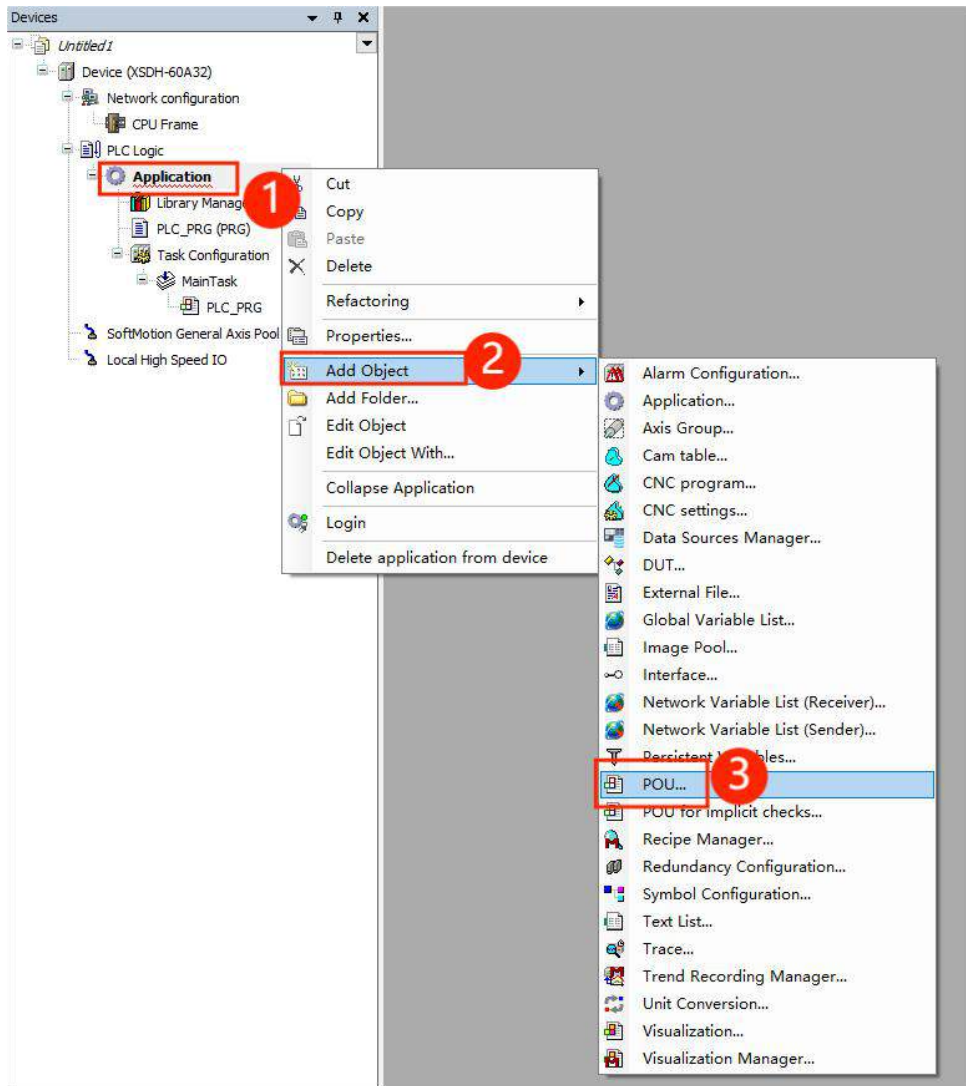 Devices
Untitled1
Device (XSDH-60A32)
Network configuration
CPU Frame
PLC Logic
Application
1
Library
PLC_PRG (PRG)
Task Configuration
MainTask
PLC_PRG
SoftMotion General Axis Pool
Local High Speed IO
Cut
Copy
Paste
Delete
Refactoring
Properties...
Add Object
2
Add Folder...
Edit Object
Edit Object With...
Collapse Application
Login
Delete application from device
Alarm Configuration...
Application...
Axis Group...
Cam table...
CNC program...
CNC settings...
Data Sources Manager...
DUT...
External File...
Global Variable List...
Image Pool...
Interface...
Network Variable List (Receiver)...
Network Variable List (Sender)...
Persistent
POU...
3
POU for implicit checks...
Recipe Manager...
Redundancy Configuration...
Symbol Configuration...
Text List...
Trace...
Trend Recording Manager...
Unit Conversion...
Visualization...
Visualization Manager...